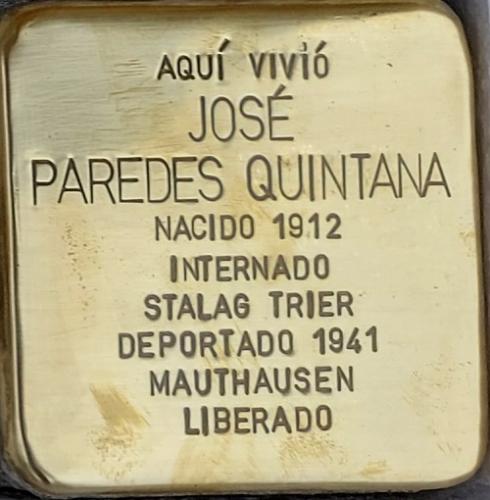 AQUÍ VIVIÓ
JOSÉ
PAREDES QUINTANA
NACIDO 1912
INTERNADO
STALAG TRIER
DEPORTADO 1941
MAUTHAUSEN
LIBERADO